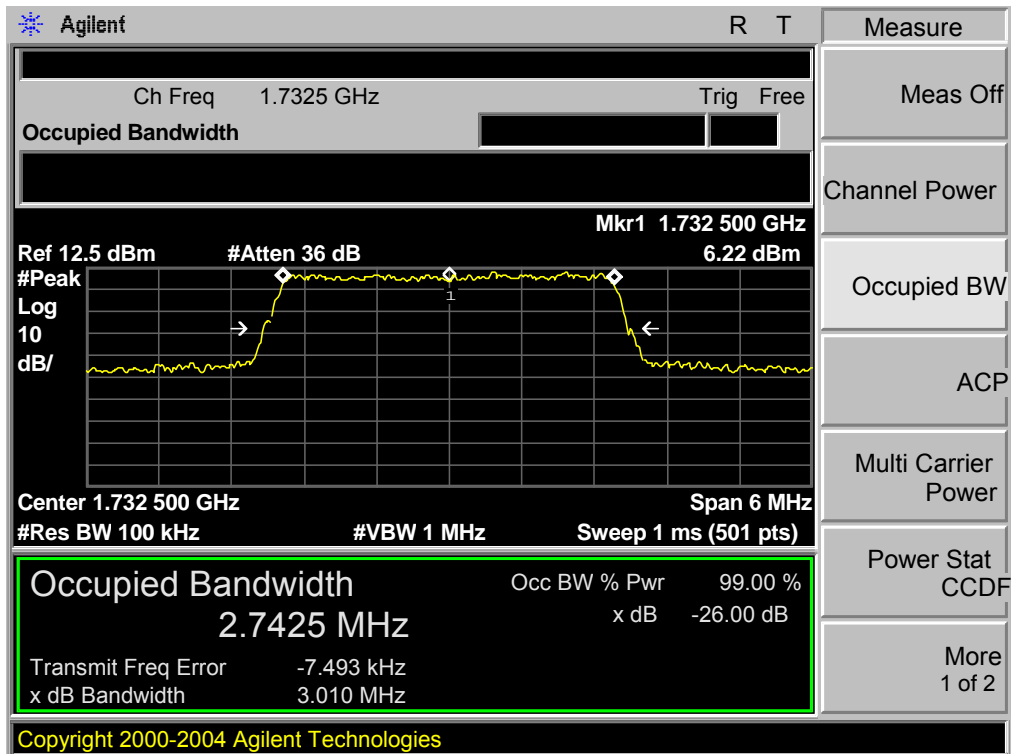 Agilent R T Measure
Ch Freq 1.7325 GHz Trig Free
Occupied Bandwidth
Mkr1 1.732 500 GHz
Ref 12.5 dBm #Atten 36 dB 6.22 dBm
#Peak
Log
10
dB/
1
Center 1.732 500 GHz Span 6 MHz
#Res BW 100 kHz #VBW 1 MHz Sweep 1 ms (501 pts)
Occupied Bandwidth Occ BW % Pwr 99.00 %
2.7425 MHz x dB -26.00 dB
Transmit Freq Error -7.493 kHz
x dB Bandwidth 3.010 MHz
Copyright 2000-2004 Agilent Technologies
Meas Off
Channel Power
Occupied BW
ACP
Multi Carrier
Power
Power Stat
CCDF
More
1 of 2